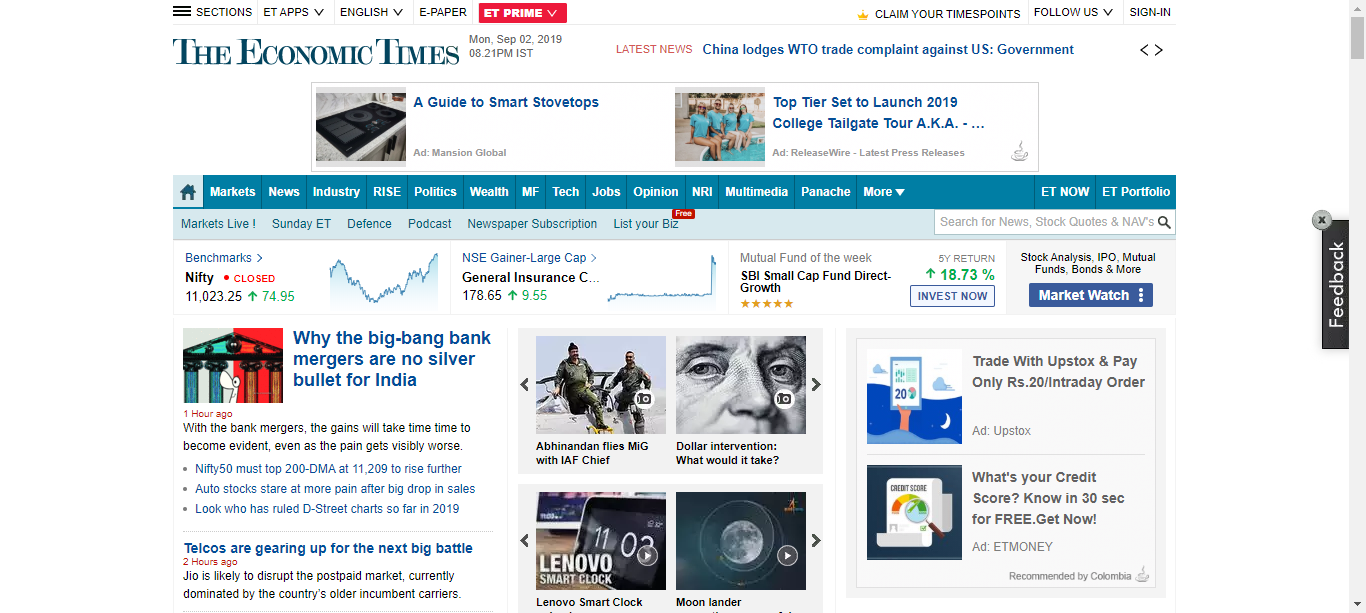 SECTIONS
ET APPS
ENGLISH
E-PAPER
ET PRIME
CLAIM YOUR TIMESPOINTS
FOLLOW US
SIGN-IN
THE ECONOMIC TIMES
Mon, Sep 02, 2019
08.21PM IST
LATEST NEWS China lodges WTO trade complaint against US: Government
A Guide to Smart Stovetops
Ad: Mansion Global
Top Tier Set to Launch 2019
College Tailgate Tour A.K.A. - ...
Ad: ReleaseWire - Latest Press Releases
Markets News Industry RISE Politics Wealth MF Tech Jobs Opinion NRI Multimedia Panache More ET NOW ET Portfolio
Markets Live ! Sunday ET Defence Podcast Newspaper Subscription List your Biz Free
Search for News, Stock Quotes & NAV's
x
Feedback
Benchmarks >
Nifty • CLOSED
11,023.25 ↑ 74.95
NSE Gainer-Large Cap >
General Insurance C...
178.65 ↑ 9.55
Mutual Fund of the week
SBI Small Cap Fund Direct-
Growth
★★★★★
5Y RETURN
↑ 18.73 %
INVEST NOW
Stock Analysis, IPO, Mutual
Funds, Bonds & More
Market Watch
Why the big-bang bank
mergers are no silver
bullet for India
1 Hour ago
With the bank mergers, the gains will take time time to
become evident, even as the pain gets visibly worse.
• Nifty50 must top 200-DMA at 11,209 to rise further
• Auto stocks stare at more pain after big drop in sales
• Look who has ruled D-Street charts so far in 2019
Telcos are gearing up for the next big battle
2 Hours ago
Jio is likely to disrupt the postpaid market, currently
dominated by the country's older incumbent carriers.
Abhinandan flies MiG
with IAF Chief
Dollar intervention:
What would it take?
11 03
LENOVO
SMART CLOCK
Lenovo Smart Clock
Moon lander
20
Trade With Upstox & Pay
Only Rs.20/Intraday Order
Ad: Upstox
CREDIT SCORE
What's your Credit
Score? Know in 30 sec
for FREE.Get Now!
Ad: ETMONEY
Recommended by Colombia